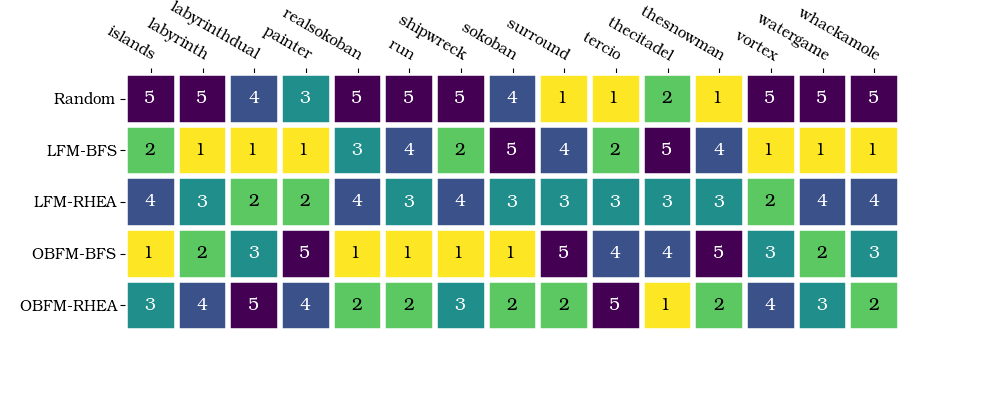 islands labyrinth labyrinthdual painter realsokoban run shipwreck sokoban surround tercio thecitadel thesnowman vortex watergame whackamole
Random 5 5 4 3 5 5 5 4 1 1 2 1 5 5 5
LFM-BFS 2 1 1 1 3 4 2 5 4 2 5 4 1 1 1
LFM-RHEA 4 3 2 2 4 3 4 3 3 3 3 3 2 4 4
OBFM-BFS 1 2 3 5 1 1 1 1 5 4 4 5 3 2 3
OBFM-RHEA 3 4 5 4 2 2 3 2 2 5 1 2 4 3 2